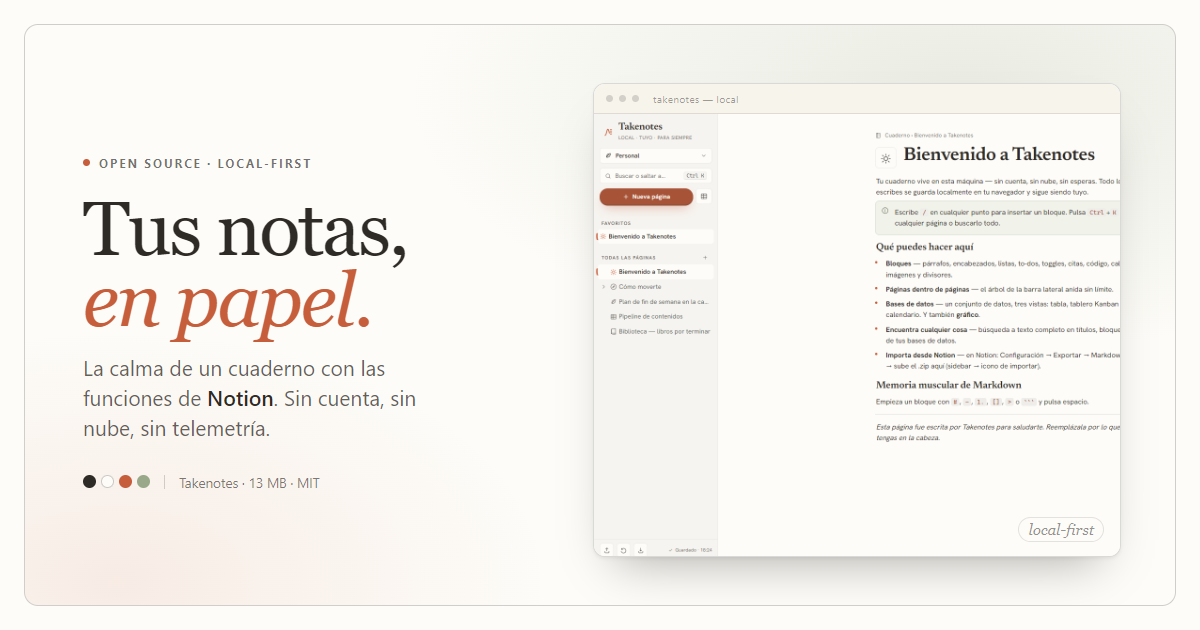 OPEN SOURCE · LOCAL-FIRST
Tus notas,
en papel.
La calma de un cuaderno con las
funciones de Notion. Sin cuenta, sin
nube, sin telemetría.
Takenotes · 13 MB · MIT
takenotes — local
Takenotes
LOCAL · TUYO · PARA SIEMPRE
Personal
Buscar o saltar a... Ctrl K
+ Nueva página
FAVORITOS
Bienvenido a Takenotes
TODAS LAS PÁGINAS +
Bienvenido a Takenotes
Cómo moverte
Plan de fin de semana en la ca...
Pipeline de contenidos
Biblioteca — libros por terminar
✓ Guardado
Cuaderno › Bienvenido a Takenotes
Bienvenido a Takenotes
Tu cuaderno vive en esta máquina — sin cuenta, sin nube, sin esperas. Todo lo
escribes se guarda localmente en tu navegador y sigue siendo tuyo.
Escribe / en cualquier punto para insertar un bloque. Pulsa Ctrl + K
cualquier página o buscarlo todo.
Qué puedes hacer aquí
Bloques — párrafos, encabezados, listas, to-dos, toggles, citas, código, cal
imágenes y divisores.
Páginas dentro de páginas — el árbol de la barra lateral anida sin límite.
Bases de datos — un conjunto de datos, tres vistas: tabla, tablero Kanban
calendario. Y también gráfico.
Encuentra cualquier cosa — búsqueda a texto completo en títulos, bloque
de tus bases de datos.
Importa desde Notion — en Notion: Configuración → Exportar → Markdow
→ sube el .zip aquí (sidebar → icono de importar).
Memoria muscular de Markdown
Empieza un bloque con #, -, 1., [], > o ``` y pulsa espacio.
Esta página fue escrita por Takenotes para saludarte. Reemplázala por lo que
tengas en la cabeza.
local-first